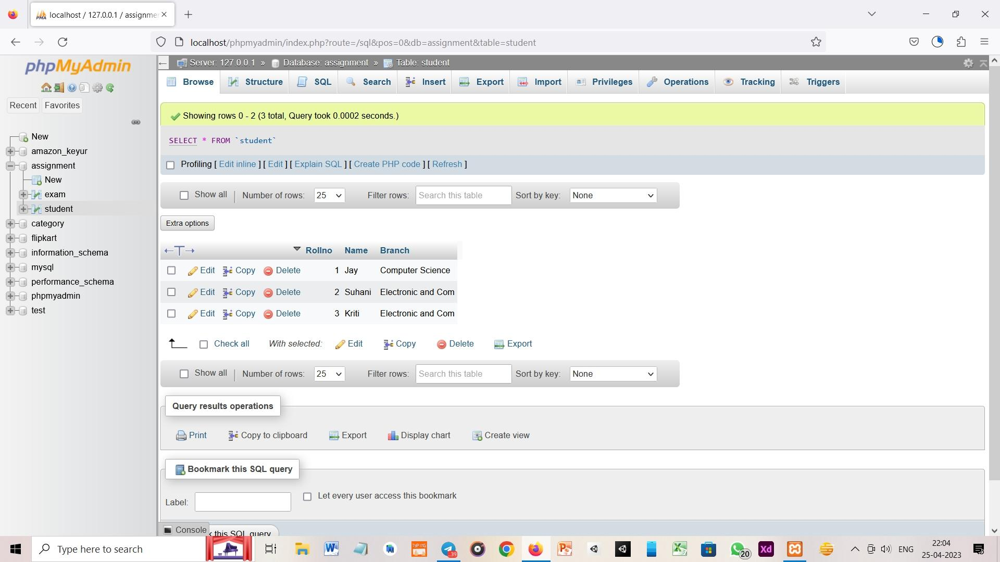 localhost / 127.0.0.1 / assignme
localhost/phpmyadmin/index.php?route=/sql&pos=0&db=assignment&table=student
phpMyAdmin
Recent Favorites
New
amazon_keyur
assignment
New
exam
student
category
flipkart
information_schema
mysql
performance_schema
phpmyadmin
test
Server: 127.0.0.1 » Database: assignment » Table: student
Browse Structure SQL Search Insert Export Import Privileges Operations Tracking Triggers
Showing rows 0 - 2 (3 total, Query took 0.0002 seconds.)
SELECT * FROM `student`
Profiling [ Edit inline ] [ Edit ] [ Explain SQL ] [ Create PHP code ] [ Refresh ]
Show all Number of rows: 25 Filter rows: Search this table Sort by key: None
Extra options
←T→ Rollno Name Branch
Edit Copy Delete 1 Jay Computer Science
Edit Copy Delete 2 Suhani Electronic and Com
Edit Copy Delete 3 Kriti Electronic and Com
Check all With selected: Edit Copy Delete Export
Show all Number of rows: 25 Filter rows: Search this table Sort by key: None
Query results operations
Print Copy to clipboard Export Display chart Create view
Bookmark this SQL query
Label: Let every user access this bookmark
Console this SQL query
Type here to search
39
20
Xd
ENG
22:04
25-04-2023